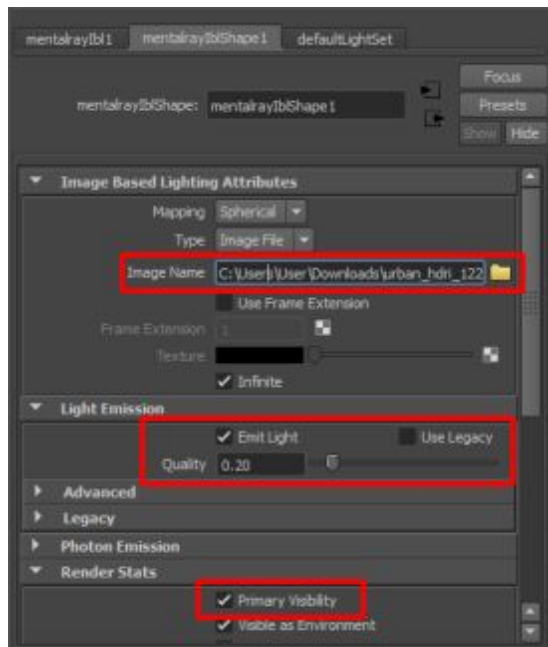 mentalrayIbl1 mentalrayIblShape1 defaultLightSet
Focus
mentalrayIblShape: mentalrayIblShape1 Presets
Show Hide
Image Based Lighting Attributes
Mapping Spherical
Type Image File
Image Name C:\Users\User\Downloads\urban_hdri_122
Use Frame Extension
Frame Extension 1
Texture
Infinite
Light Emission
Emit Light Use Legacy
Quality 0.20
Advanced
Legacy
Photon Emission
Render Stats
Primary Visibility
Visible as Environment